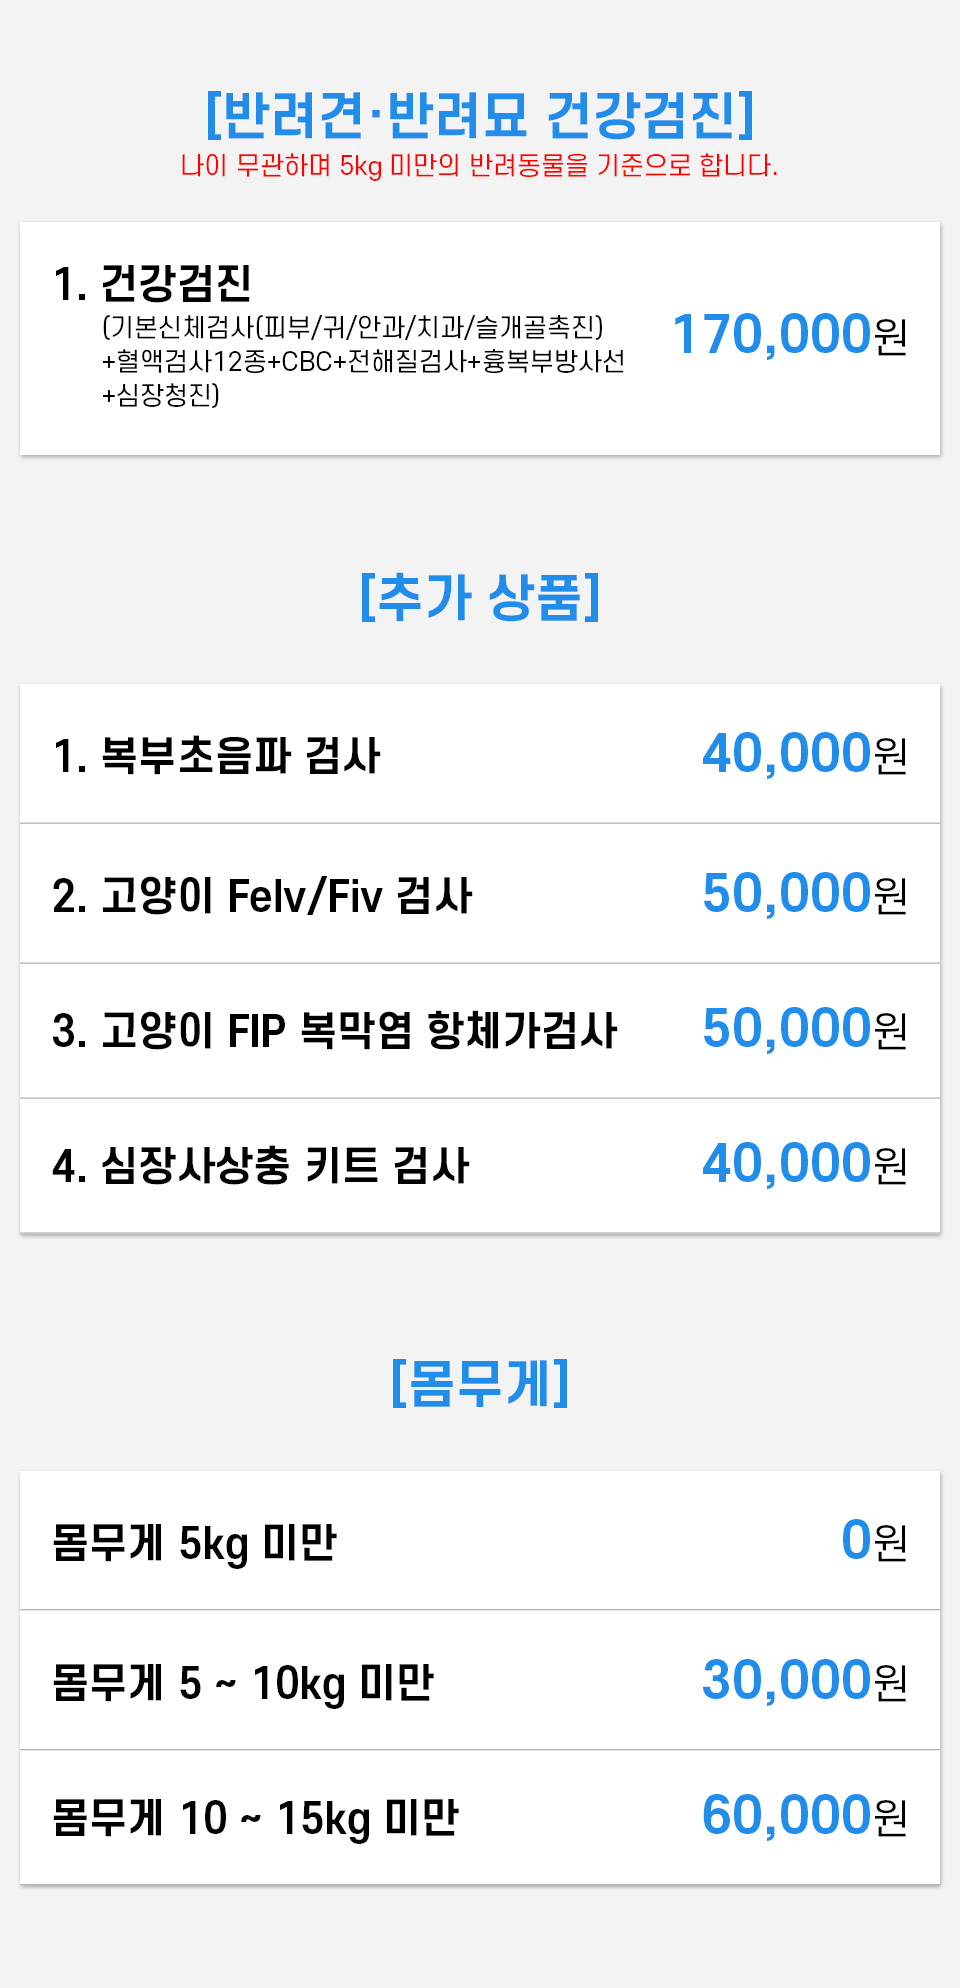 [반려견·반려묘 건강검진]
나이 무관하며 5kg 미만의 반려동물을 기준으로 합니다.
1. 건강검진
(기본신체검사(피부/귀/안과/치과/슬개골촉진)
+혈액검사12종+CBC+전해질검사+흉복부방사선
+심장청진)
170,000원
[추가 상품]
1. 복부초음파 검사 40,000원
2. 고양이 Felv/Fiv 검사 50,000원
3. 고양이 FIP 복막염 항체가검사 50,000원
4. 심장사상충 키트 검사 40,000원
[몸무게]
몸무게 5kg 미만 0원
몸무게 5 ~ 10kg 미만 30,000원
몸무게 10 ~ 15kg 미만 60,000원